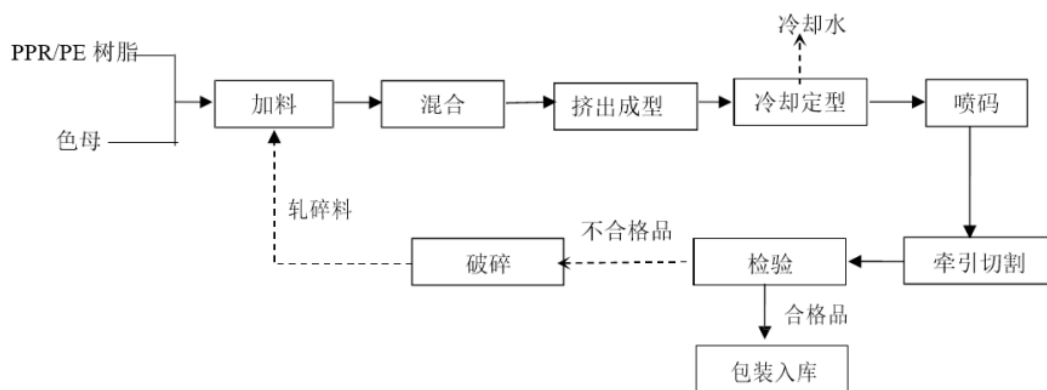 冷却水
PPR/PE 树脂
加料
混合
挤出成型
冷却定型
喷码
色母
轧碎料
不合格品
破碎
检验
牵引切割
合格品
包装入库